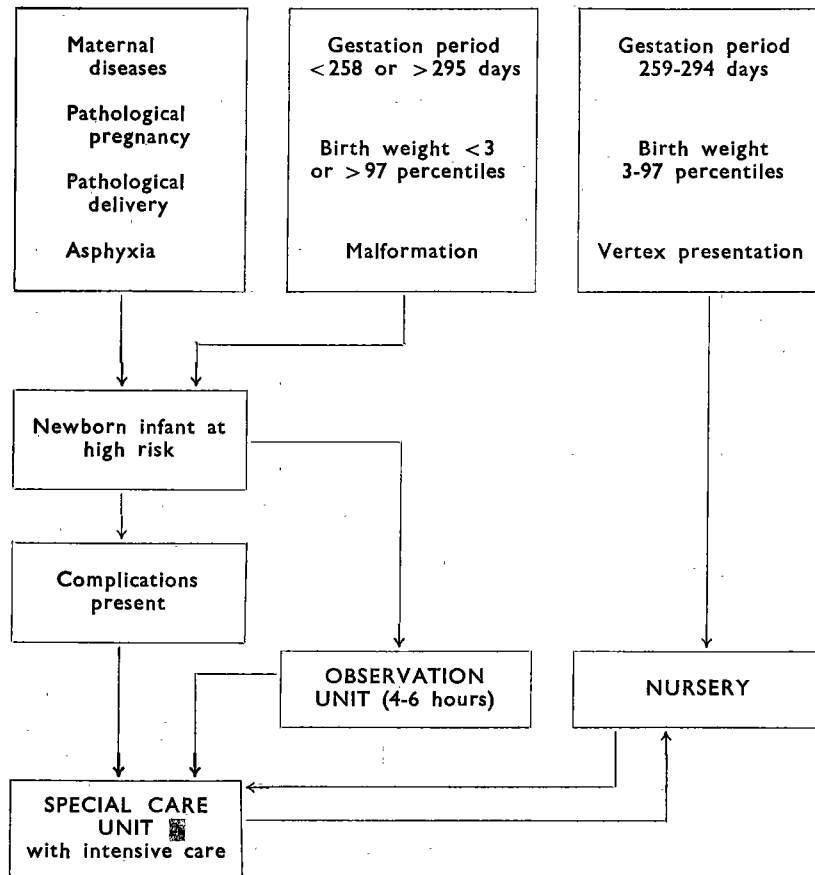 Maternal
diseases
Pathological
pregnancy
Pathological
delivery
Asphyxia
Gestation period
<258 or >295 days
Birth weight <3
or >97 percentiles
Malformation
Gestation period
259-294 days
Birth weight
3-97 percentiles
Vertex presentation
Newborn infant at
high risk
Complications
present
OBSERVATION
UNIT (4-6 hours)
NURSERY
SPECIAL CARE
UNIT
with intensive care